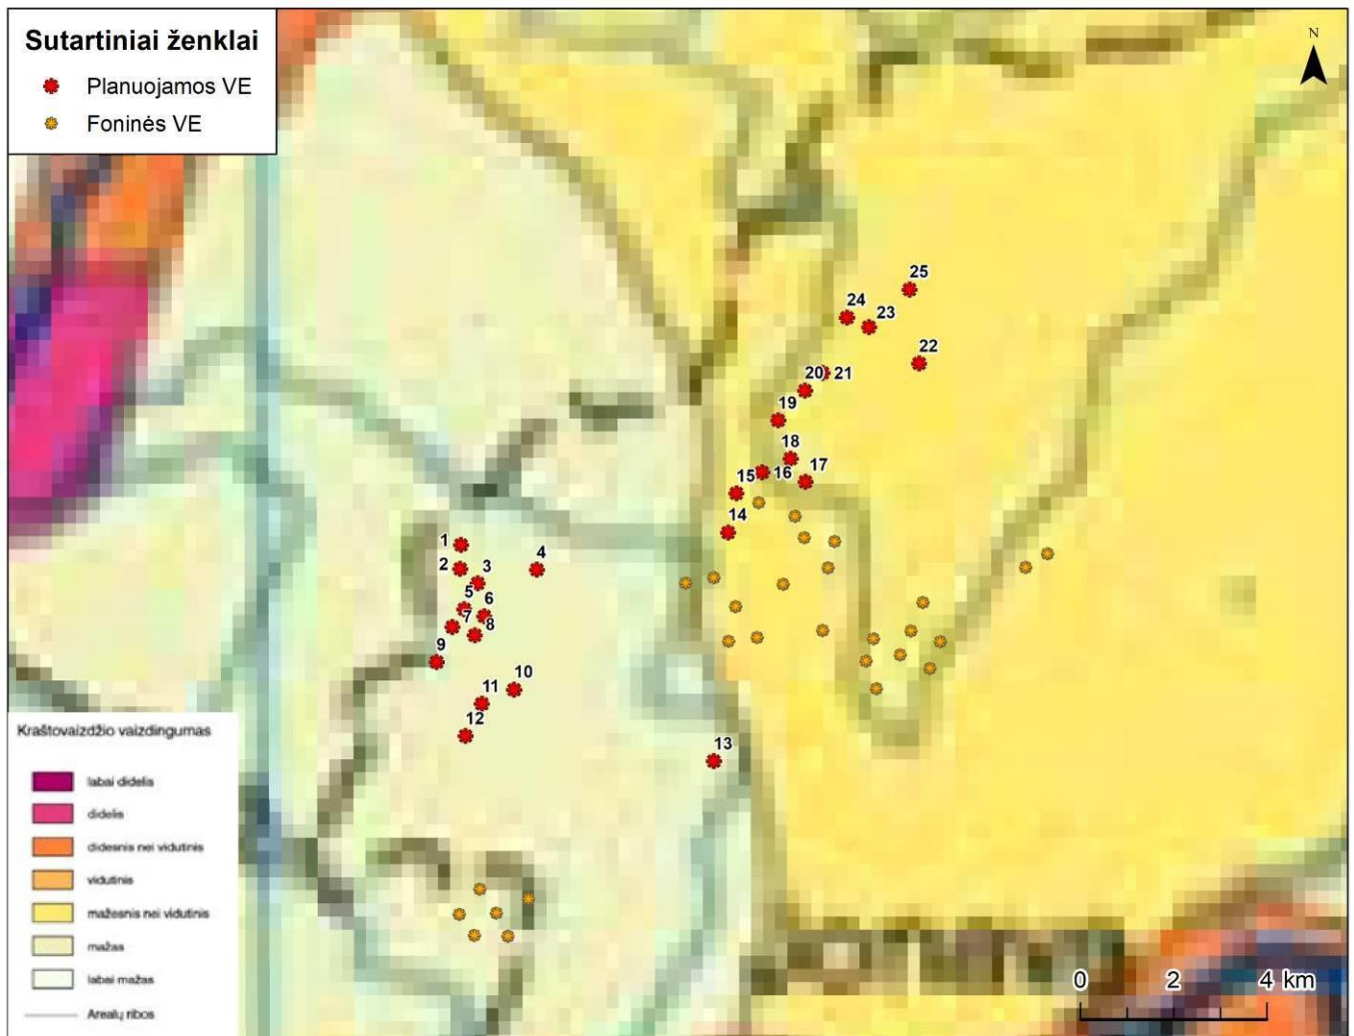 Sutartiniai ženklai
Planuojamos VE
Foninės VE
N
25
24
23
22
20
21
19
18
17
16
15
14
1
2
3
4
5
6
7
8
9
10
11
12
13
Kraštovaizdžio vaizdingumas
labai didelis
didelis
didesnis nei vidutinis
vidutinis
mažesnis nei vidutinis
mažas
labai mažas
Arealų ribos
0 2 4 km